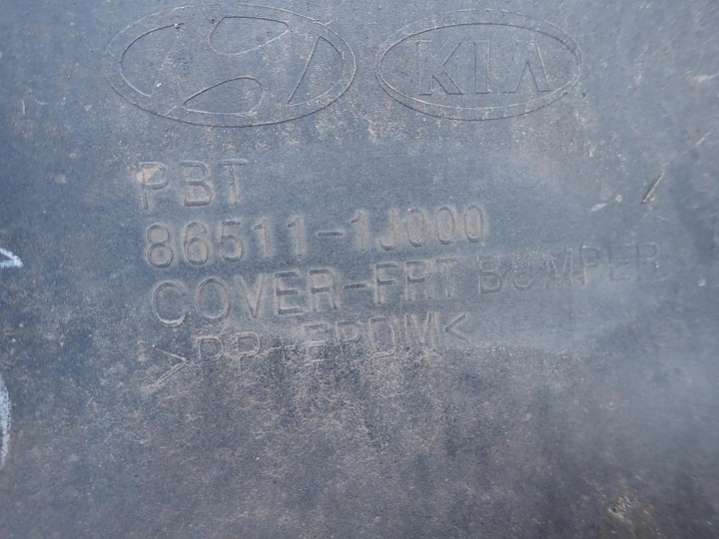 KIA
PBT
86511-1J000
COVER-FRT BUMPER
>PP+EPDM<